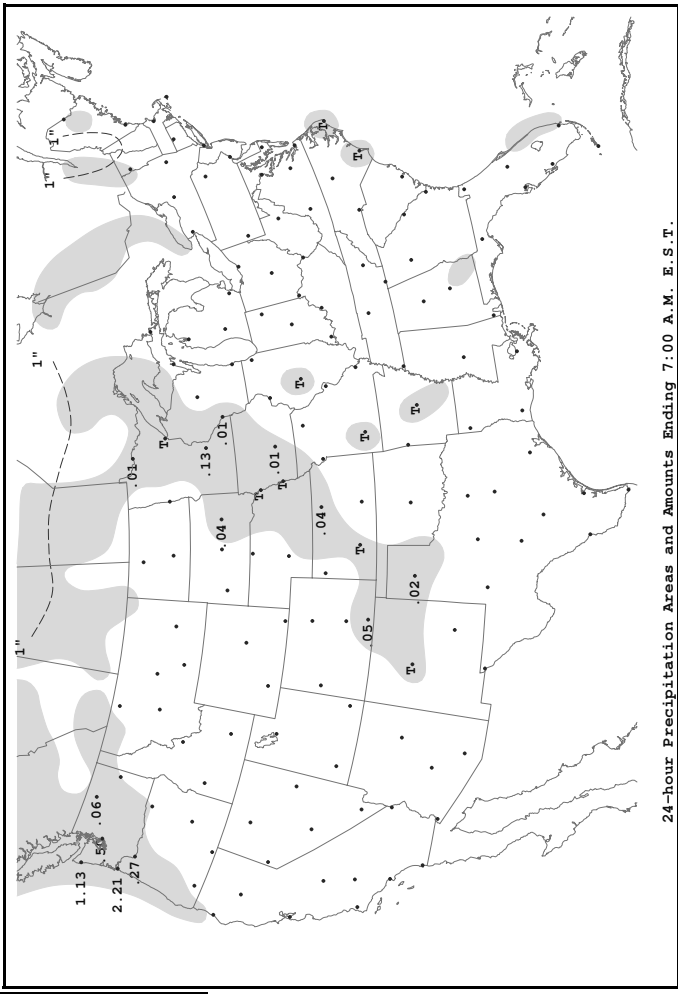 1"
1"
1"
1"
1.13
.06
2.21
.27
.01
T
.13
.04
.01
T
.01
T
T
.04
T
T
T
T
.05
T
.02
T
24-hour Precipitation Areas and Amounts Ending 7:00 A.M. E.S.T.